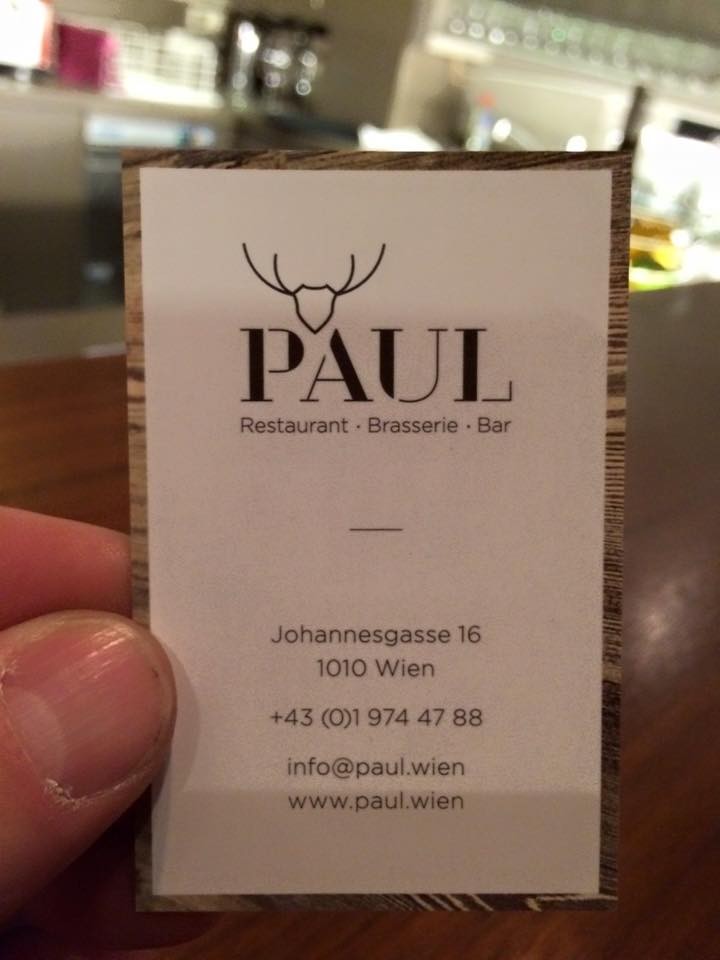 PAUL
Restaurant · Brasserie · Bar
Johannesgasse 16
1010 Wien
+43 (0)1 974 47 88
info@paul.wien
www.paul.wien